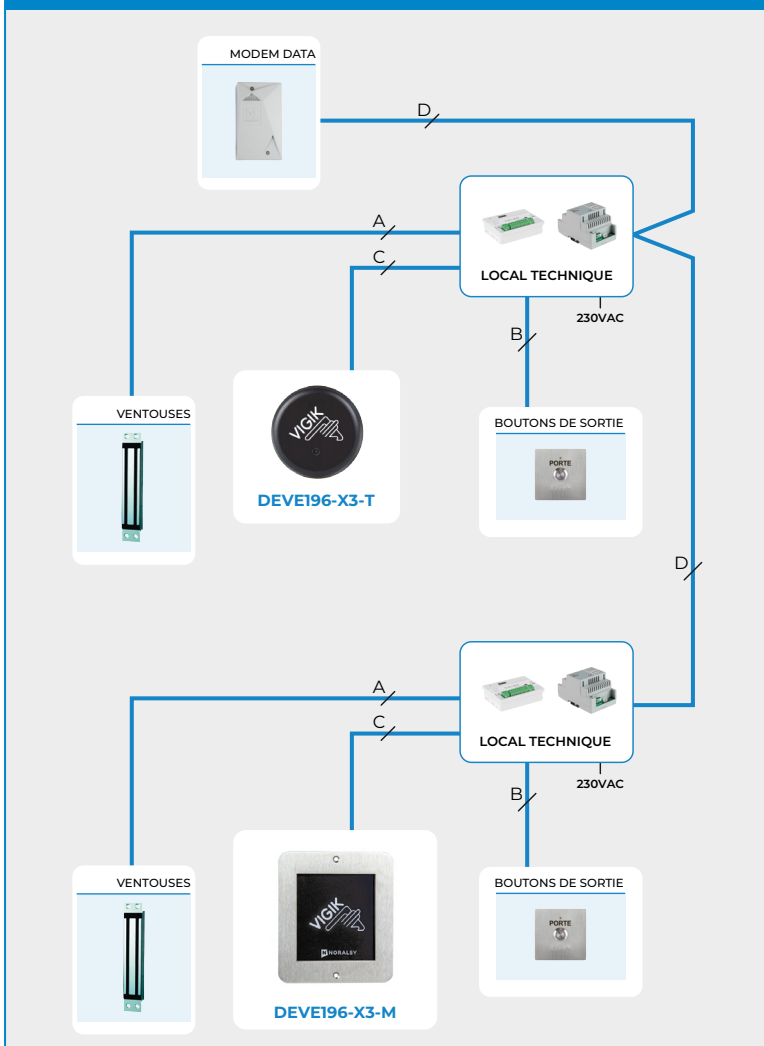 MODEM DATA
D
A
C
LOCAL TECHNIQUE
230VAC
B
VENTOUSES
VIGIK
DEVE196-X3-T
BOUTONS DE SORTIE
PORTE
D
A
C
LOCAL TECHNIQUE
230VAC
B
VENTOUSES
VIGIK
NORALSY
DEVE196-X3-M
BOUTONS DE SORTIE
PORTE